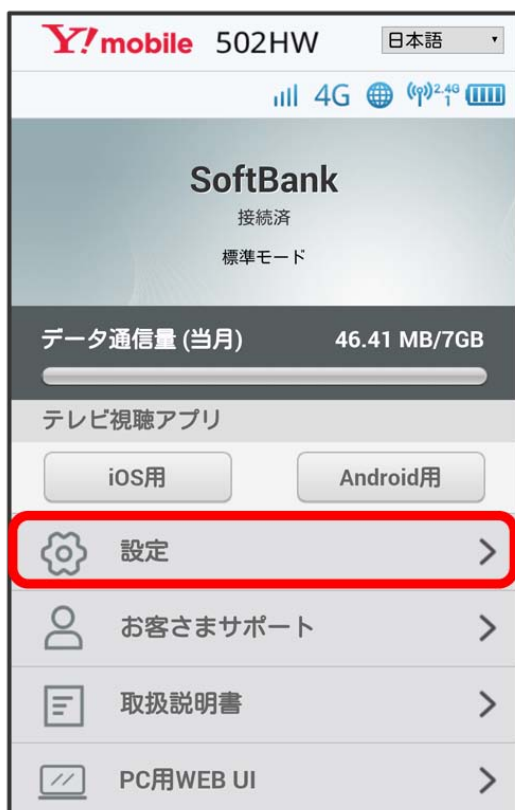 Y!mobile 502HW 日本語
4G 2.4G 1
SoftBank
接続済
標準モード
データ通信量 (当月) 46.41 MB/7GB
テレビ視聴アプリ
iOS用 Android用
設定
お客さまサポート
取扱説明書
PC用WEB UI